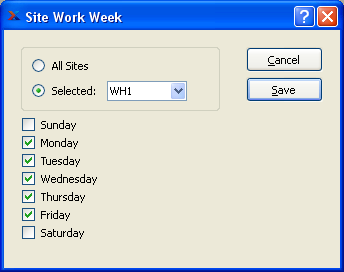 Site Work Week
All Sites
Cancel
Selected: WH1
Save
Sunday
Monday
Tuesday
Wednesday
Thursday
Friday
Saturday